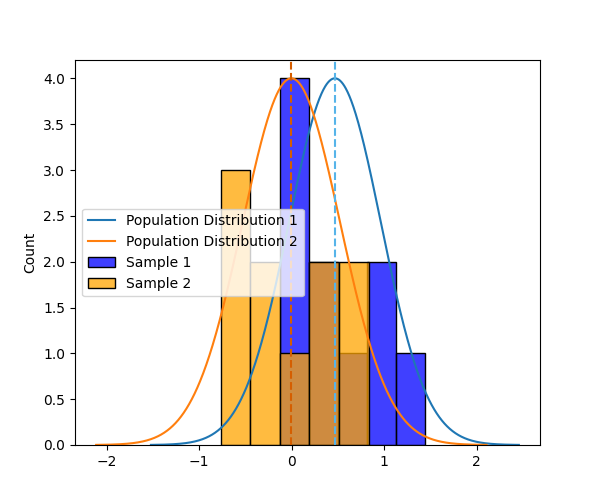 4.0
3.5
3.0
2.5
2.0
1.5
1.0
0.5
0.0
Count
Population Distribution 1
Population Distribution 2
Sample 1
Sample 2
−2
−1
0
1
2